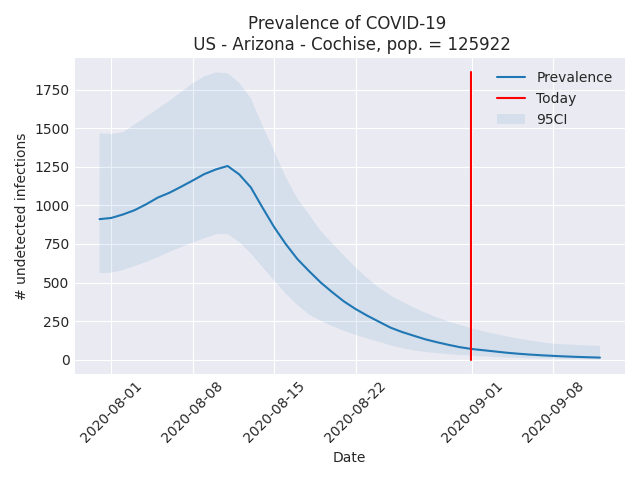 Prevalence of COVID-19
US - Arizona - Cochise, pop. = 125922
Prevalence
Today
95CI
1750
1500
1250
1000
750
500
250
0
# undetected infections
2020-08-01
2020-08-08
2020-08-15
2020-08-22
2020-09-01
2020-09-08
Date